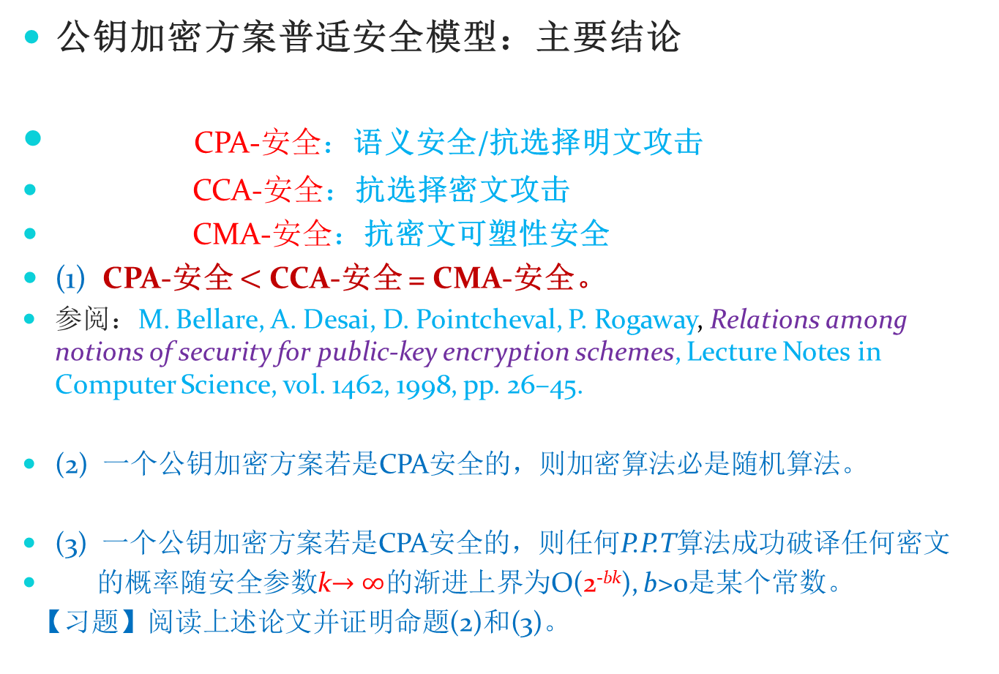 公钥加密方案普适安全模型：主要结论
CPA-安全：语义安全/抗选择明文攻击
CCA-安全：抗选择密文攻击
CMA-安全：抗密文可塑性安全
(1) CPA-安全 < CCA-安全 = CMA-安全。
参阅：M. Bellare, A. Desai, D. Pointcheval, P. Rogaway, Relations among
notions of security for public-key encryption schemes, Lecture Notes in
Computer Science, vol. 1462, 1998, pp. 26–45.
(2) 一个公钥加密方案若是CPA安全的，则加密算法必是随机算法。
(3) 一个公钥加密方案若是CPA安全的，则任何P.P.T算法成功破译任何密文
的概率随安全参数k→ ∞的渐进上界为O(2^{-bk}), b>0是某个常数。
【习题】阅读上述论文并证明命题(2)和(3)。